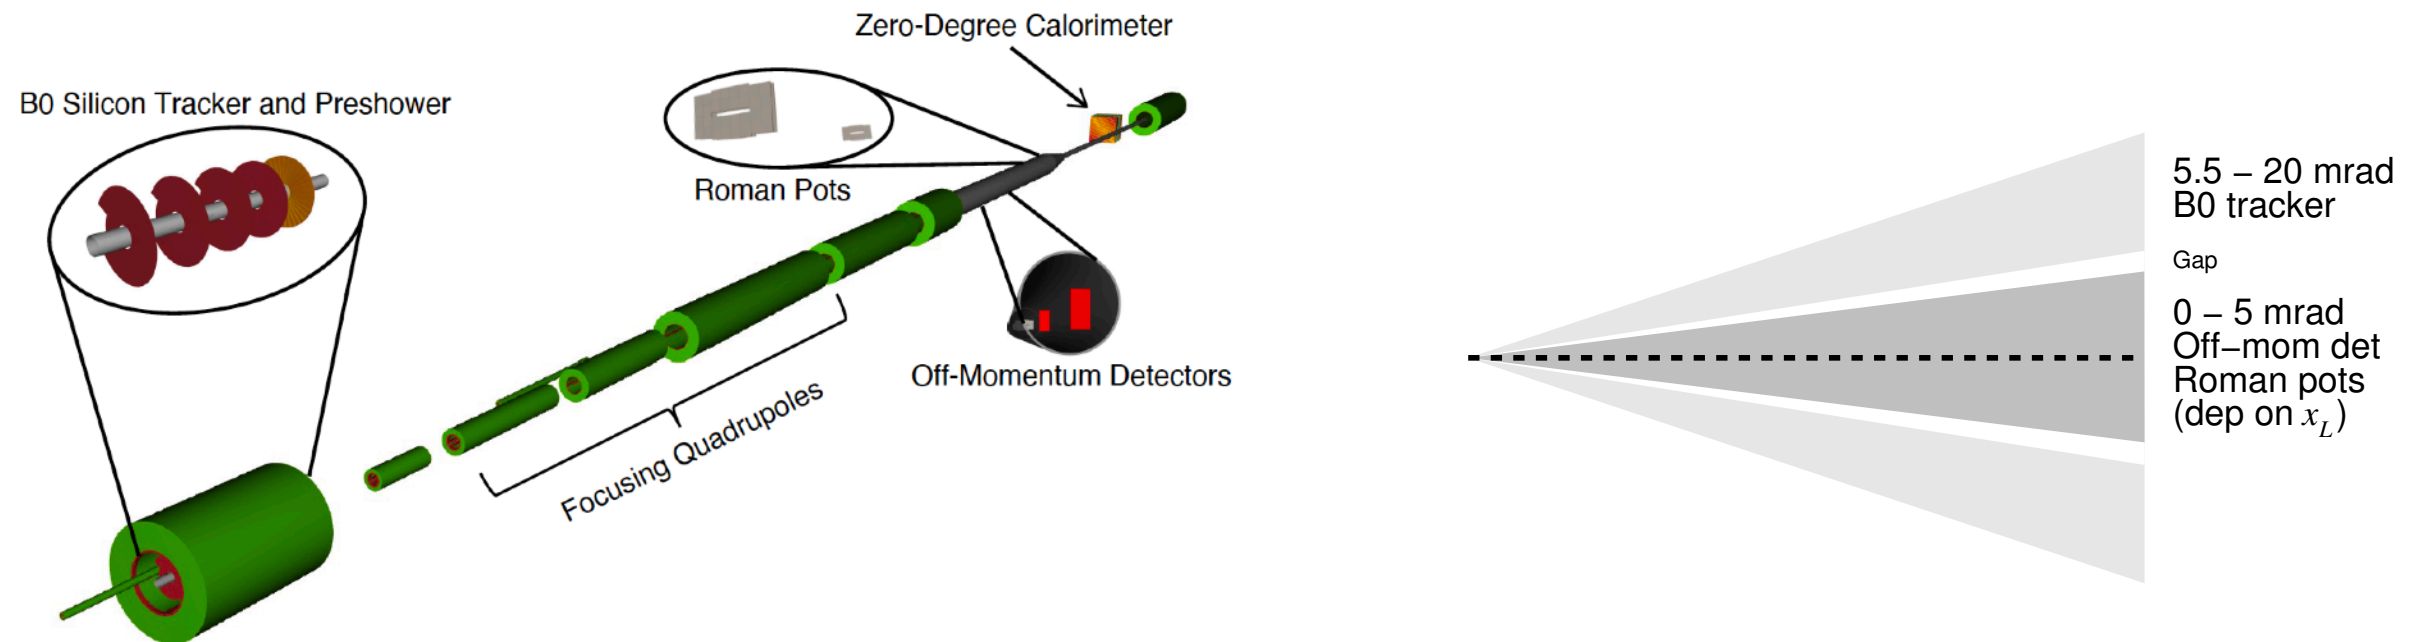 Zero-Degree Calorimeter
B0 Silicon Tracker and Preshower
Roman Pots
Off-Momentum Detectors
Focusing Quadrupoles
5.5 – 20 mrad
B0 tracker
Gap
0 – 5 mrad
Off–mom det
Roman pots
(dep on x_L)